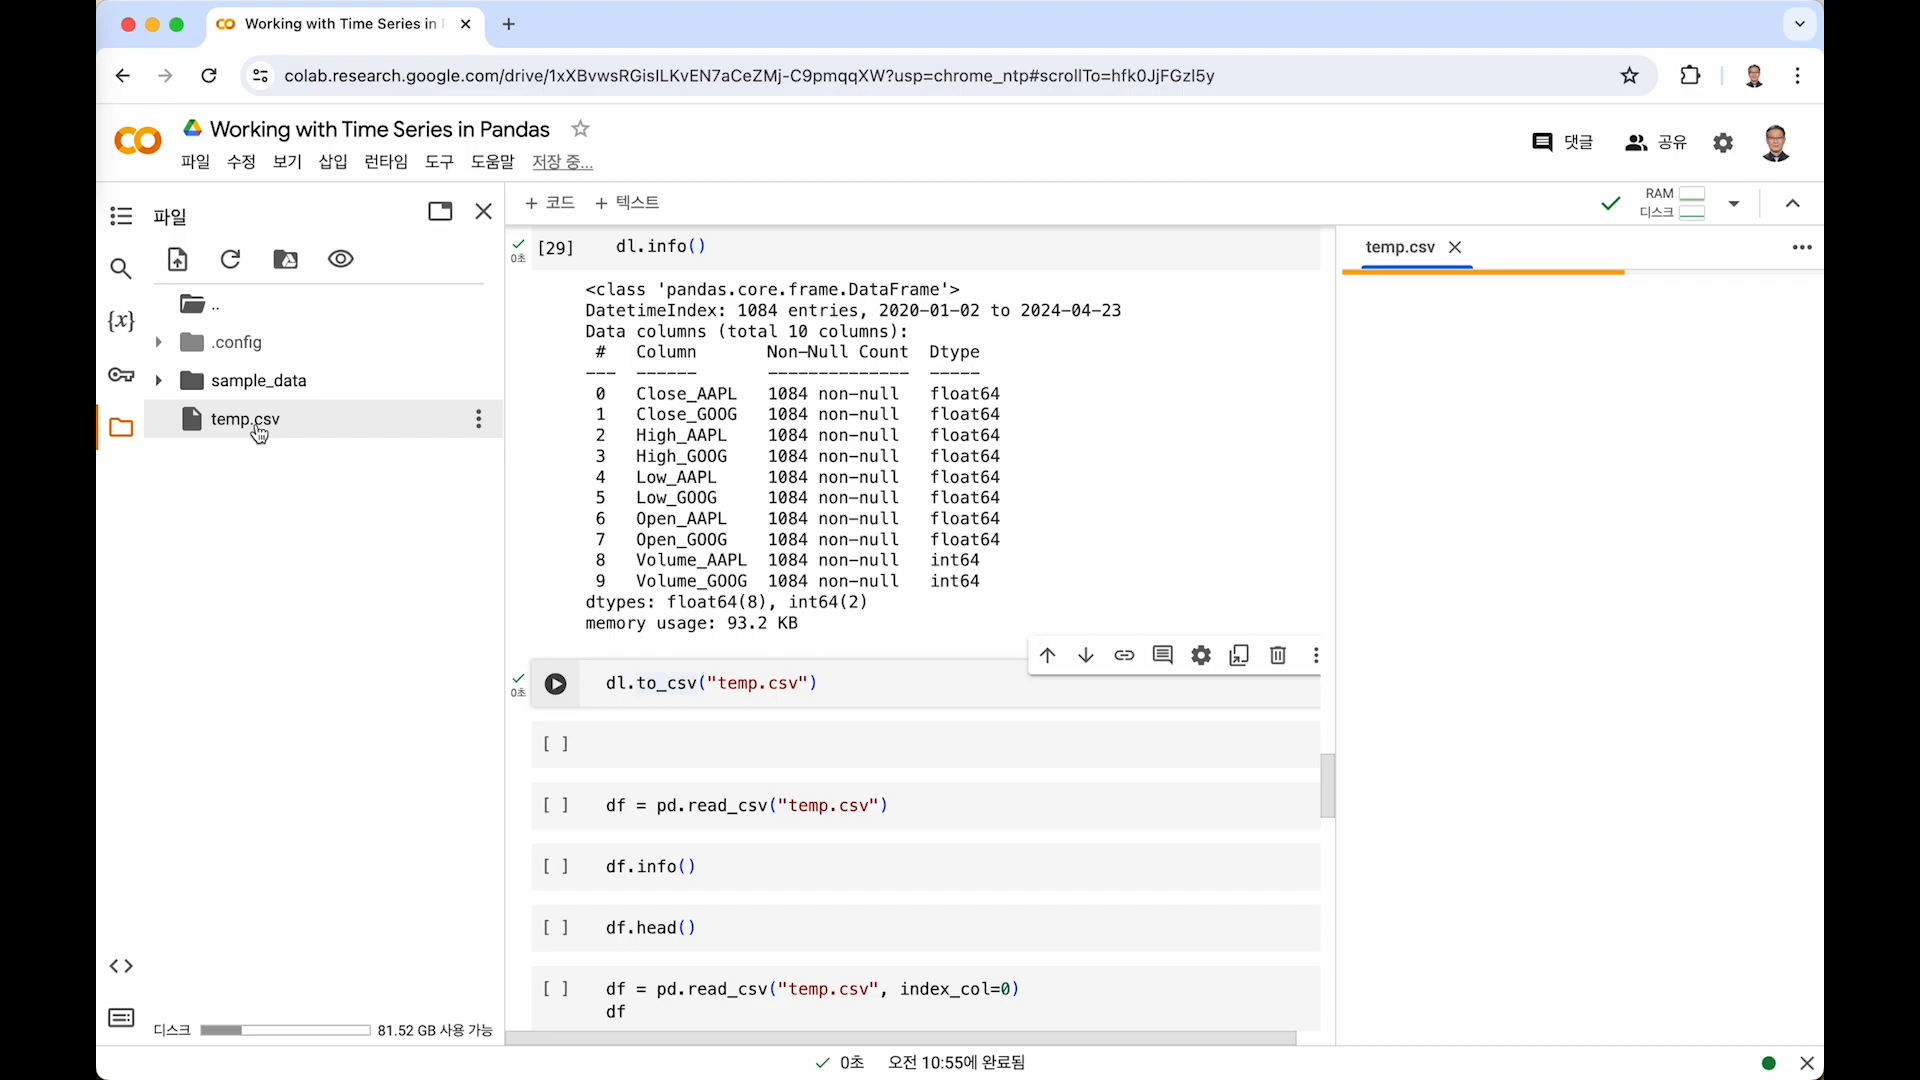 Working with Time Series in
colab.research.google.com/drive/1xXBvwsRGisILKvEN7aCeZMj-C9pmqqXW?usp=chrome_ntp#scrollTo=hfk0JjFGzl5y
Working with Time Series in Pandas
파일 수정 보기 삽입 런타임 도구 도움말 저장 중...
댓글 공유
파일
+ 코드 + 텍스트
RAM
디스크
..
.config
sample_data
temp.csv
temp.csv
0초 [29] dl.info()
<class 'pandas.core.frame.DataFrame'>
DatetimeIndex: 1084 entries, 2020-01-02 to 2024-04-23
Data columns (total 10 columns):
# Column Non-Null Count Dtype
--- ------ -------------- -----
0 Close_AAPL 1084 non-null float64
1 Close_GOOG 1084 non-null float64
2 High_AAPL 1084 non-null float64
3 High_GOOG 1084 non-null float64
4 Low_AAPL 1084 non-null float64
5 Low_GOOG 1084 non-null float64
6 Open_AAPL 1084 non-null float64
7 Open_GOOG 1084 non-null float64
8 Volume_AAPL 1084 non-null int64
9 Volume_GOOG 1084 non-null int64
dtypes: float64(8), int64(2)
memory usage: 93.2 KB
0초 dl.to_csv("temp.csv")
[ ]
[ ] df = pd.read_csv("temp.csv")
[ ] df.info()
[ ] df.head()
[ ] df = pd.read_csv("temp.csv", index_col=0)
df
디스크 81.52 GB 사용 가능
0초 오전 10:55에 완료됨